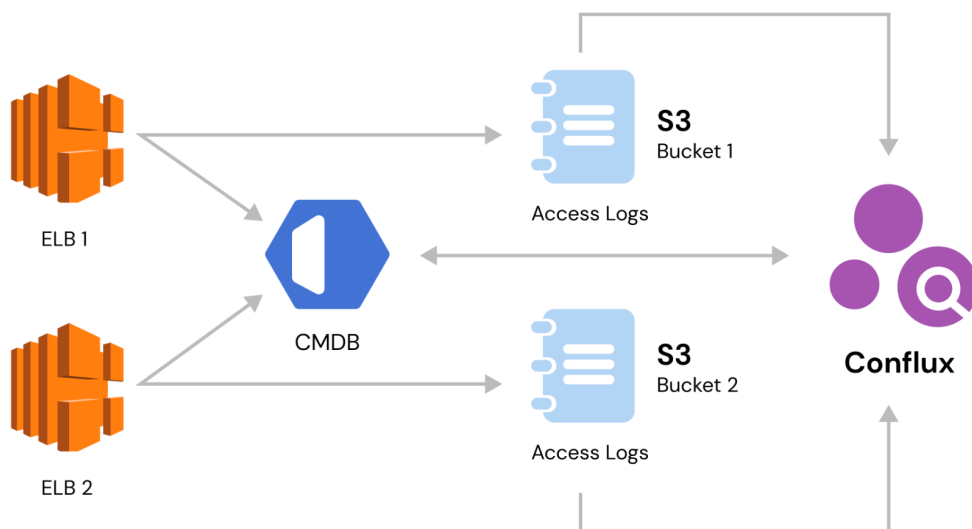 S3
Bucket 1
Access Logs
ELB 1
CMDB
S3
Bucket 2
Conflux
Access Logs
ELB 2